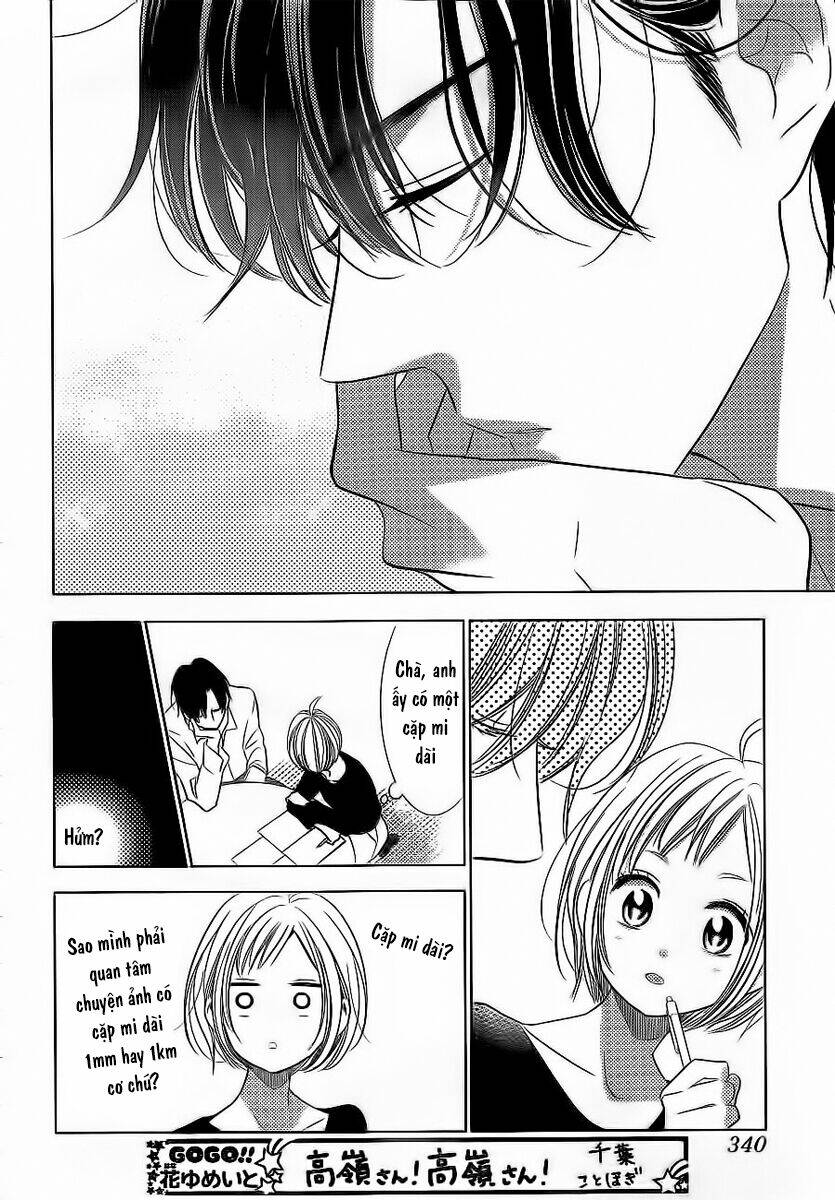 Chà, anh
ấy có một
cặp mi
dài
Hửm?
Cặp mi dài?
Sao mình phải
quan tâm
chuyện ảnh có
cặp mi dài
1mm hay 1km
cơ chứ?
340
GOGO!!
花ゆめいと
高嶺さん!高嶺さん!
千葉
ことほぎ